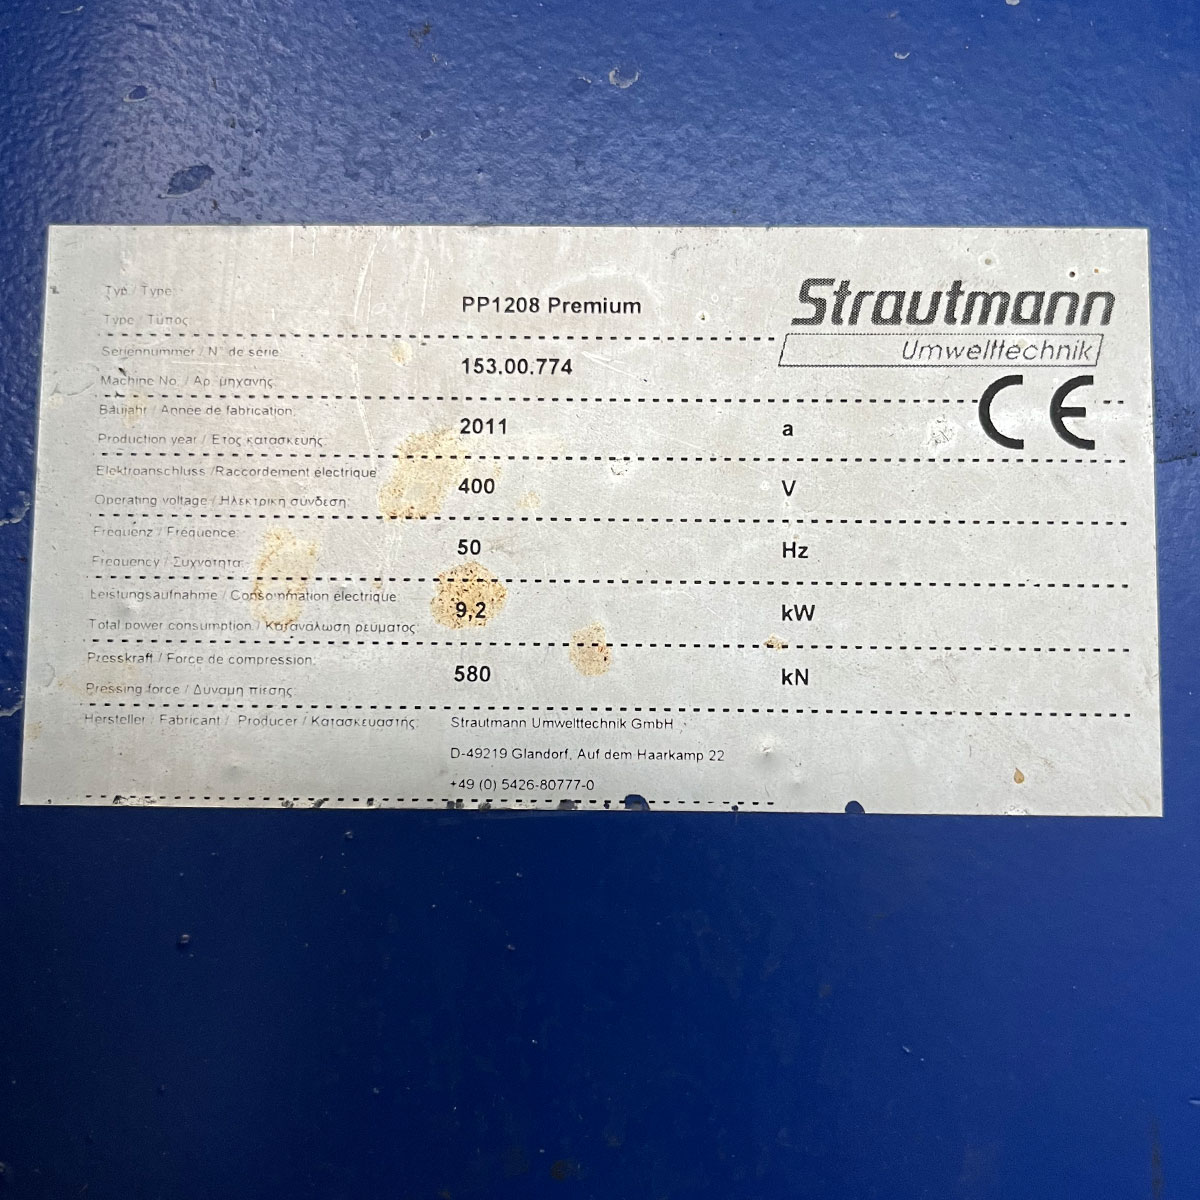 Strautmann
Umwelttechnik
CE
Typ / Type:
Type / Τύπος:
PP1208 Premium
Seriennummer / N° de série
Machine No. / Αρ. μηχανής:
153.00.774
Baujahr / Année de fabrication:
Production year / Έτος κατασκευής:
2011 a
Elektroanschluss /Raccordement électrique
Operating voltage / Ηλεκτρική σύνδεση:
400 V
Frequenz / Fréquence:
Frequency / Συχνότητα:
50 Hz
Leistungsaufnahme / Consommation électrique:
Total power consumption / Κατανάλωση ρεύματος:
9,2 kW
Presskraft / Force de compression:
Pressing force / Δύναμη πίεσης:
580 kN
Hersteller / Fabricant / Producer / Κατασκευαστής:
Strautmann Umwelttechnik GmbH
D-49219 Glandorf, Auf dem Haarkamp 22
+49 (0) 5426-80777-0